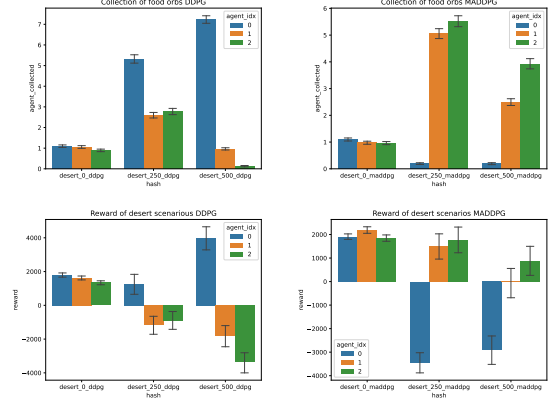 Collection of food orbs DDPG
agent_collected
7
6
5
4
3
2
1
0
agent_idx
0
1
2
desert_0_ddpg desert_250_ddpg desert_500_ddpg
hash
Collection of food orbs MADDPG
agent_collected
6
5
4
3
2
1
0
agent_idx
0
1
2
desert_0_maddpg desert_250_maddpg desert_500_maddpg
hash
Reward of desert scenarious DDPG
reward
4000
2000
0
−2000
−4000
agent_idx
0
1
2
desert_0_ddpg desert_250_ddpg desert_500_ddpg
hash
Reward of desert scenarios MADDPG
reward
2000
1000
0
−1000
−2000
−3000
−4000
agent_idx
0
1
2
desert_0_maddpg desert_250_maddpg desert_500_maddpg
hash